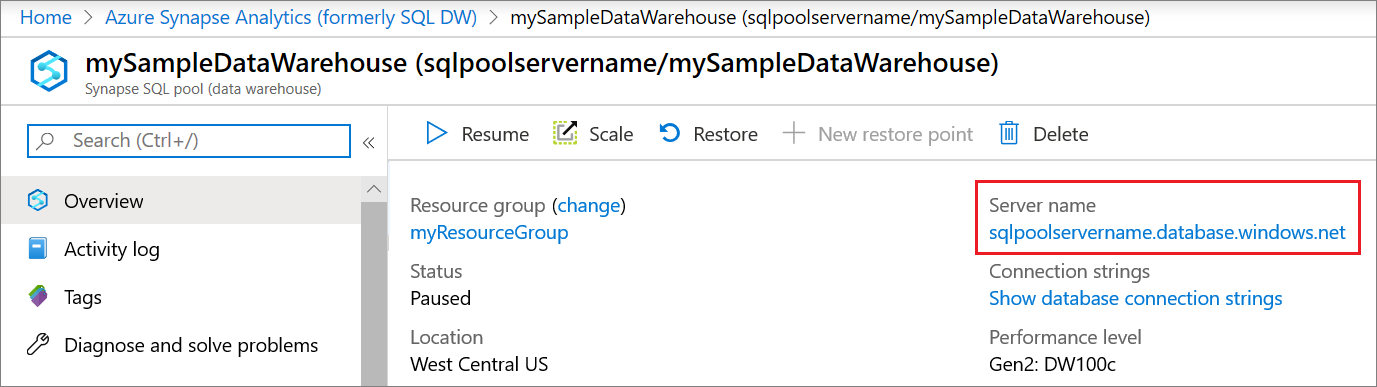 Home > Azure Synapse Analytics (formerly SQL DW) > mySampleDataWarehouse (sqlpoolservername/mySampleDataWarehouse)
mySampleDataWarehouse (sqlpoolservername/mySampleDataWarehouse)
Synapse SQL pool (data warehouse)
Search (Ctrl+/)
«
Overview
Activity log
Tags
Diagnose and solve problems
Resume
Scale
Restore
New restore point
Delete
Resource group (change)
myResourceGroup
Status
Paused
Location
West Central US
Server name
sqlpoolservername.database.windows.net
Connection strings
Show database connection strings
Performance level
Gen2: DW100c